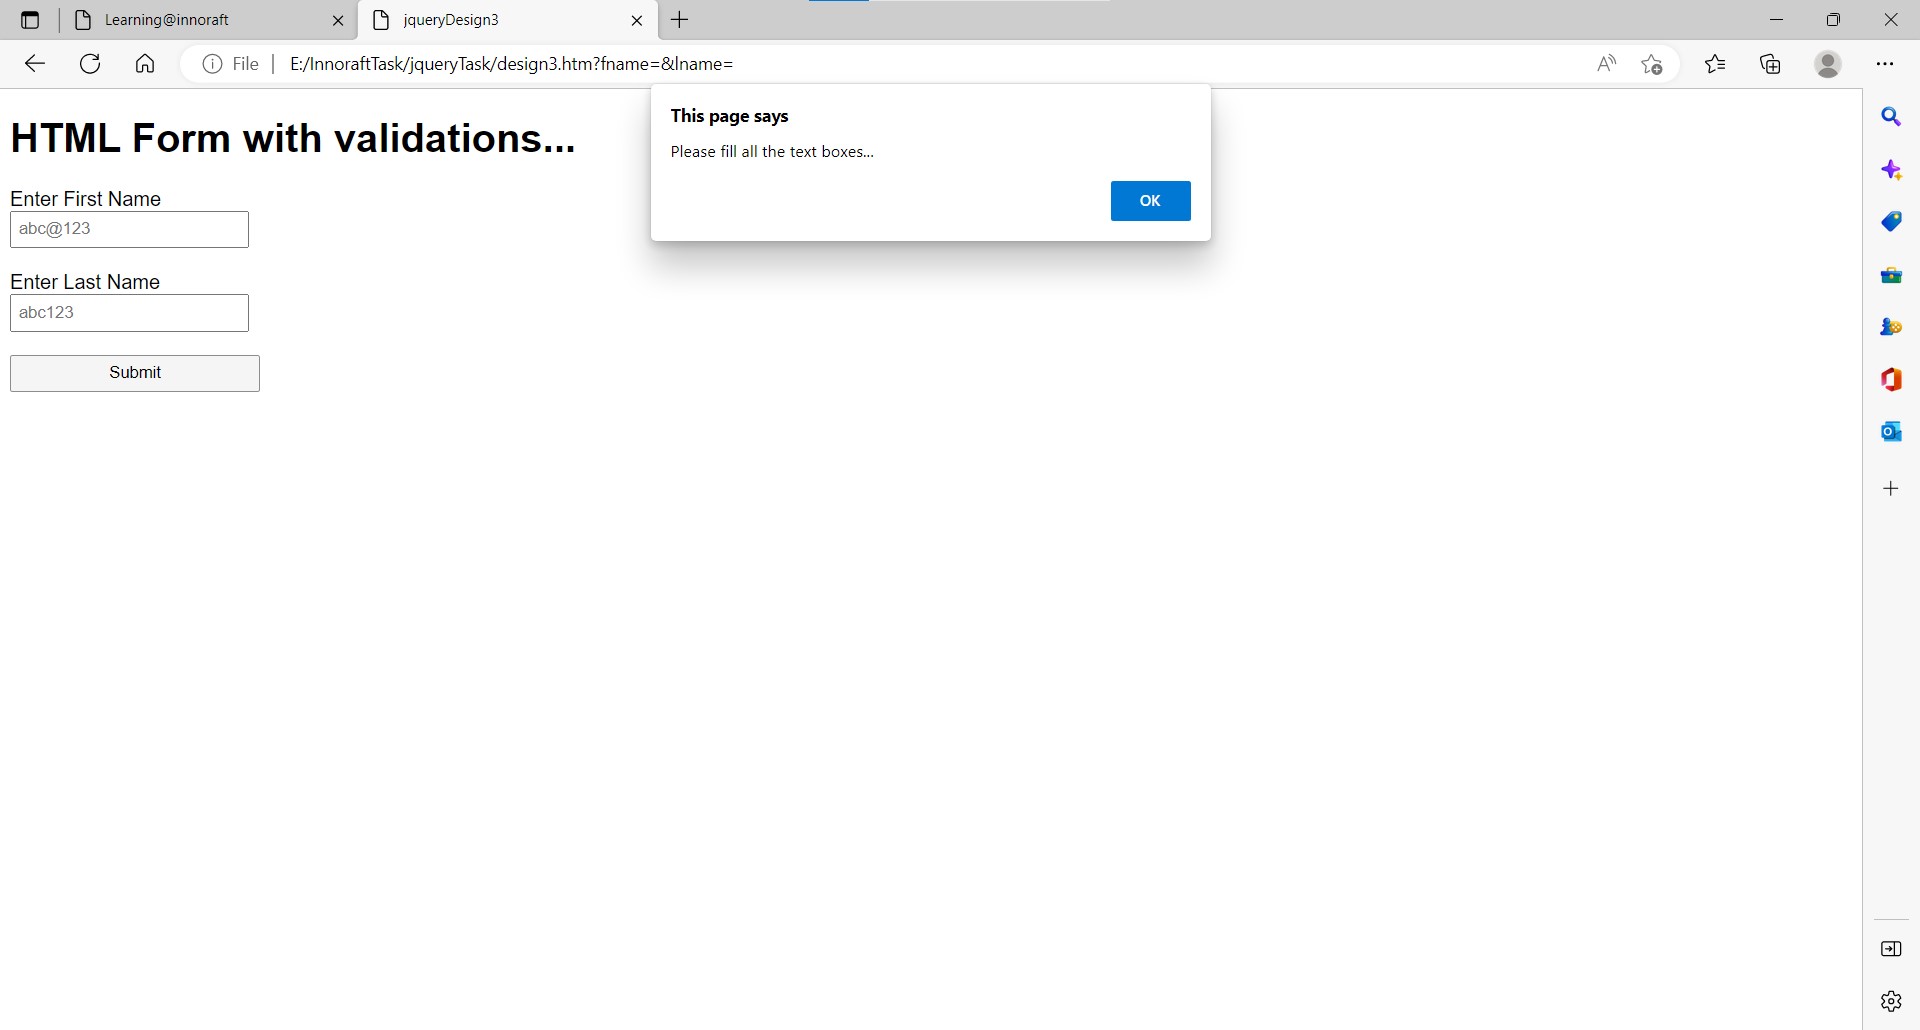 Learning@innoraft
jqueryDesign3
File
E:/InnoraftTask/jqueryTask/design3.htm?fname=&lname=
This page says
Please fill all the text boxes...
OK
HTML Form with validations...
Enter First Name
abc@123
Enter Last Name
abc123
Submit